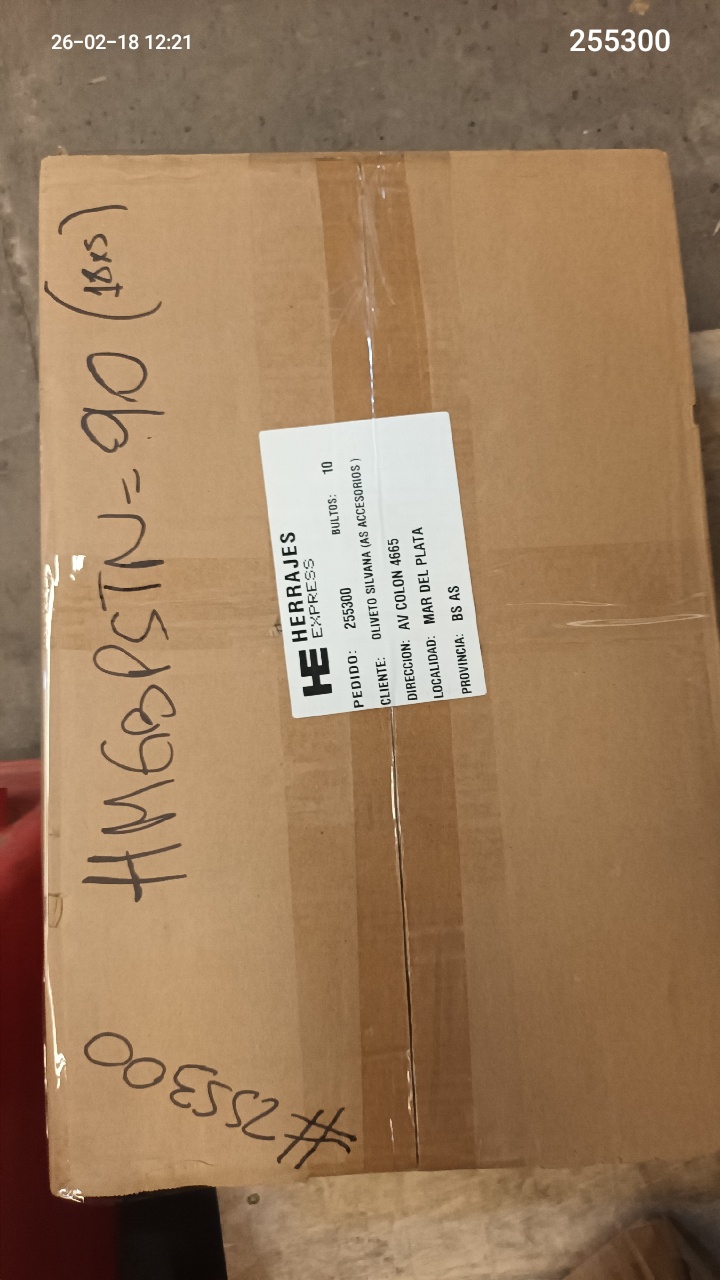 26-02-18 12:21
255300
HMGBPSTN=90 (18x5)
HE HERRAJES
EXPRESS
PEDIDO: 255300 BULTOS: 10
CLIENTE: OLIVETO SILVANA (AS ACCESORIOS )
DIRECCION: AV COLON 4665
LOCALIDAD: MAR DEL PLATA
PROVINCIA: BS AS
#255300